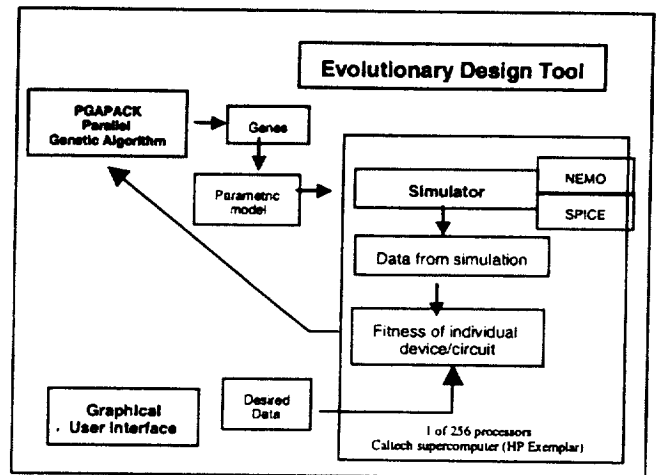 Evolutionary Design Tool
PGAPACK
Parallel
Genetic Algorithm
Genes
Parametric
model
Simulator
NEMO
SPICE
Data from simulation
Fitness of individual
device/circuit
Graphical
User Interface
Desired
Data
1 of 256 processors
Caltech supercomputer (HP Exemplar)